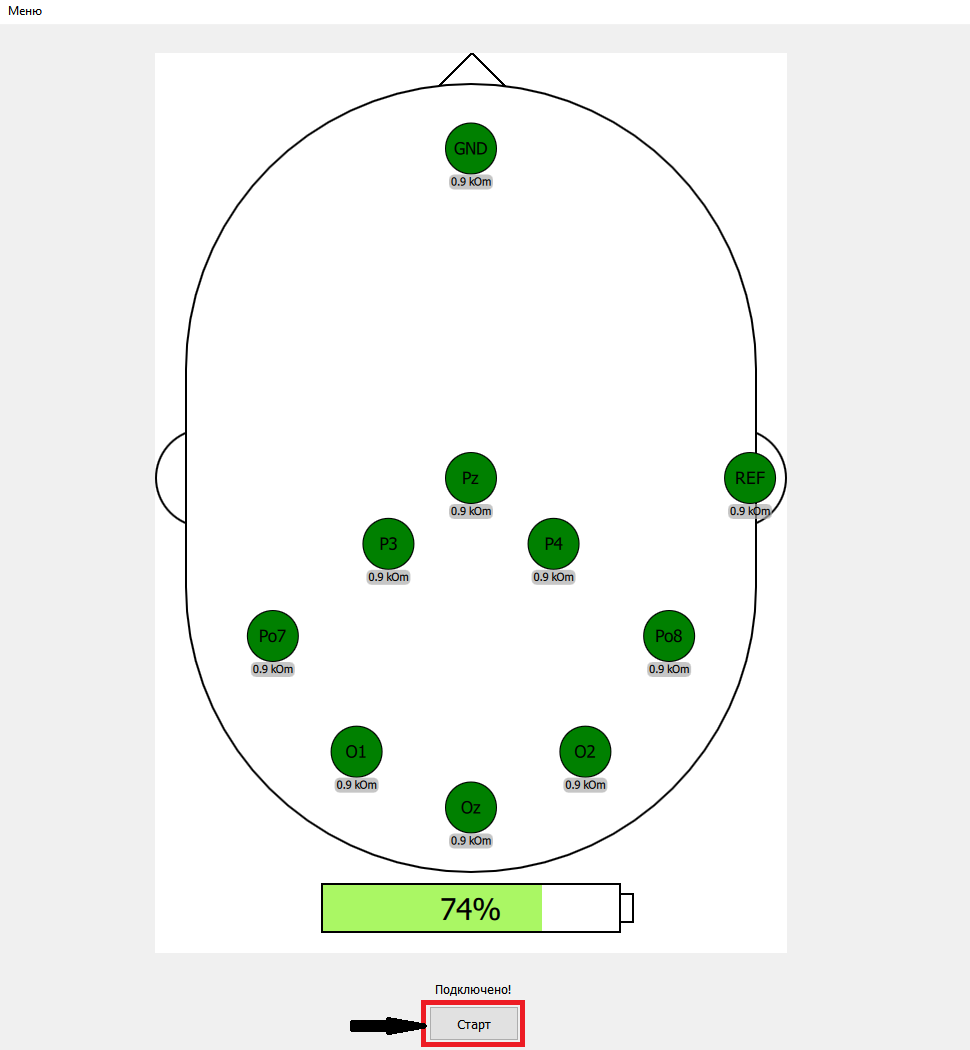 Меню
GND
0.9 kOm
Pz
REF
0.9 kOm
0.9 kOm
P3
P4
0.9 kOm
0.9 kOm
Po7
Po8
0.9 kOm
0.9 kOm
O1
O2
0.9 kOm
0.9 kOm
Oz
0.9 kOm
74%
Подключено!
Старт